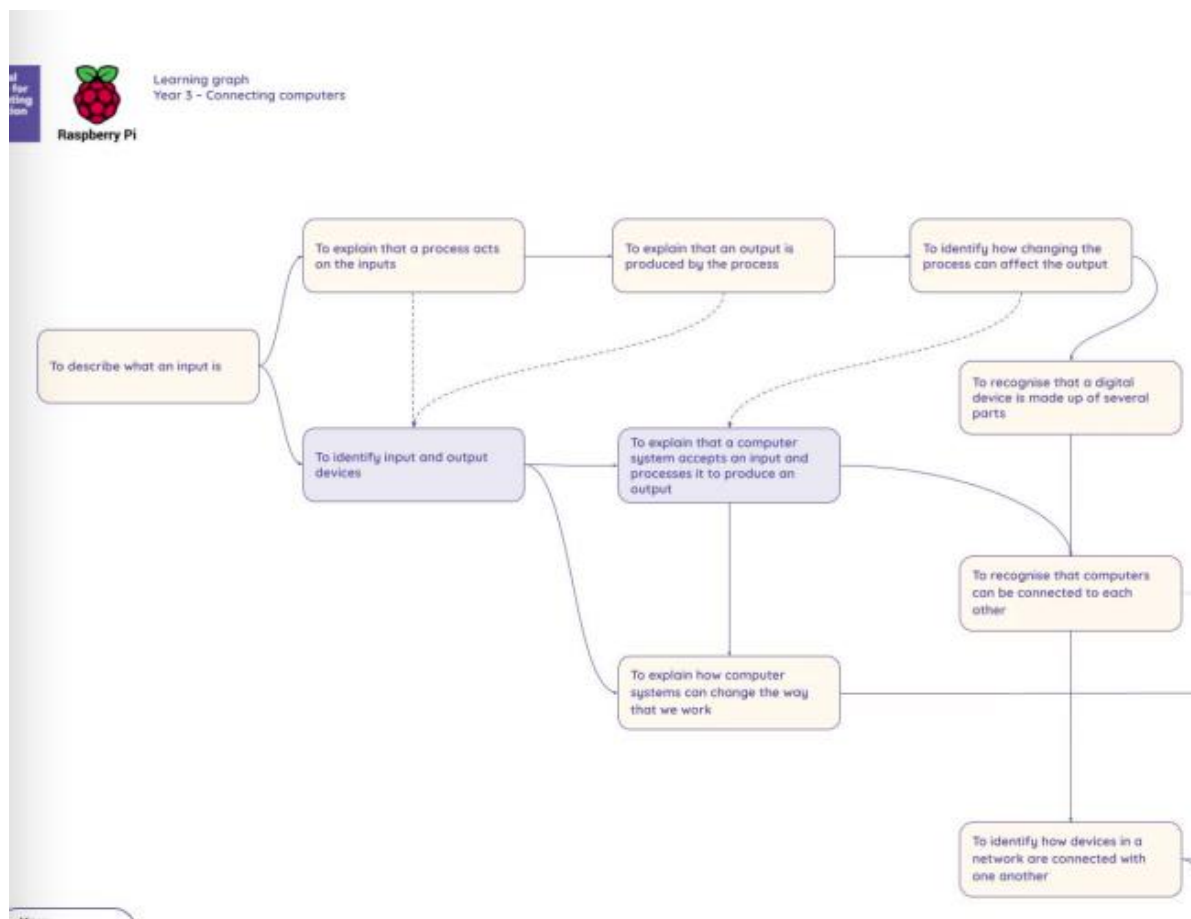 Learning graph
Year 3 – Connecting computers
Raspberry Pi
To explain that a process acts
on the inputs
To explain that an output is
produced by the process
To identify how changing the
process can affect the output
To describe what an input is
To recognise that a digital
device is made up of several
parts
To identify input and output
devices
To explain that a computer
system accepts an input and
processes it to produce an
output
To recognise that computers
can be connected to each
other
To explain how computer
systems can change the way
that we work
To identify how devices in a
network are connected with
one another